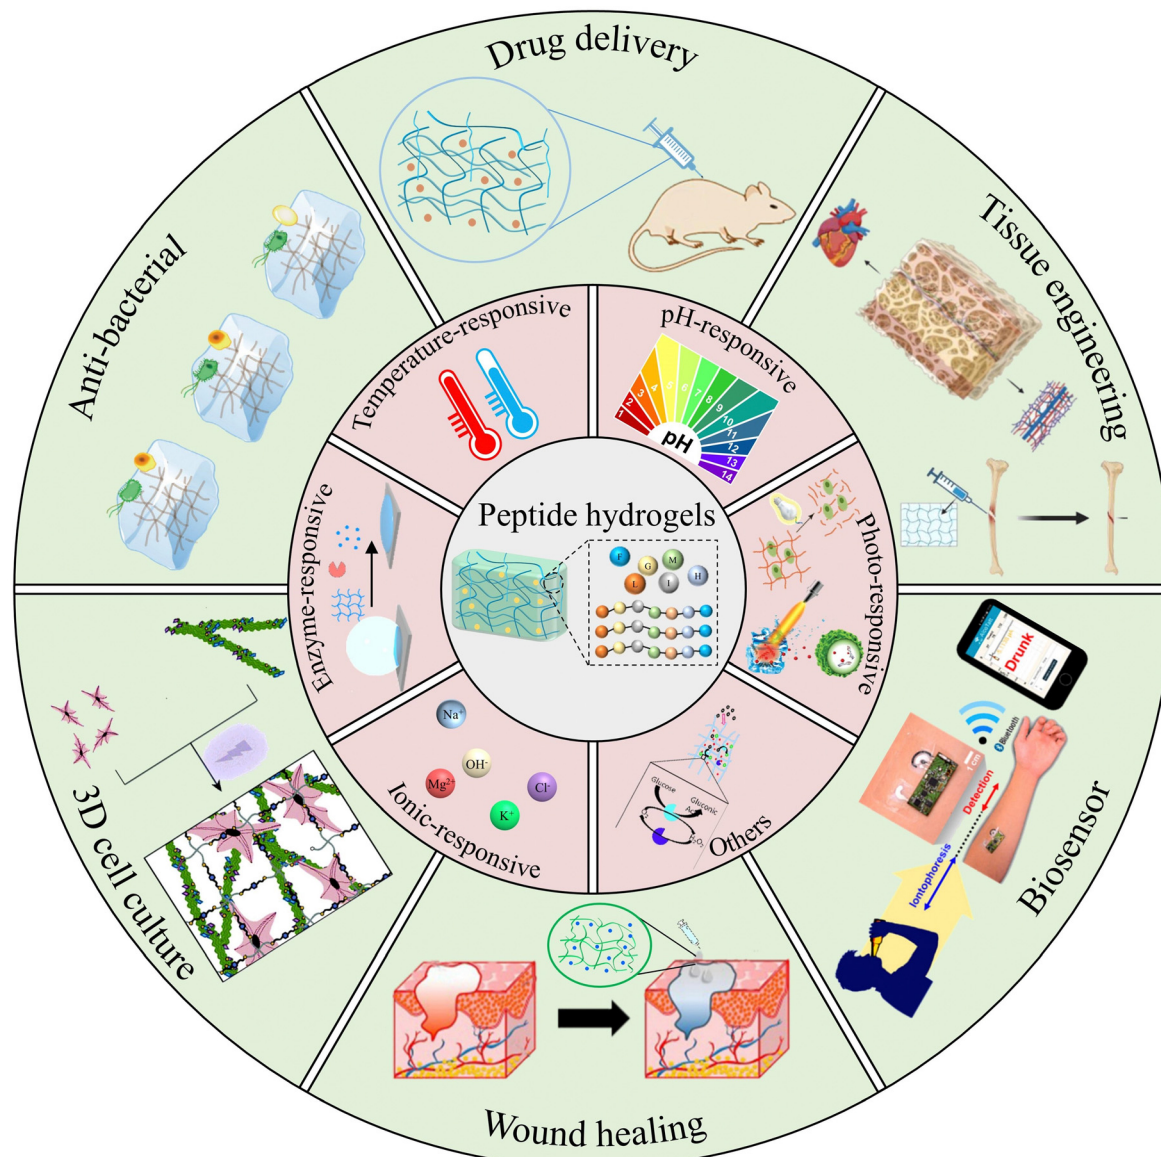 Drug delivery
Tissue engineering
Biosensor
Drunk
Bluetooth
1 cm
Detection
Iontophoresis
Wound healing
3D cell culture
Anti-bacterial
Temperature-responsive
pH-responsive
1
2
3
4
5
6
7
8
9
10
11
12
13
14
pH
Photo-responsive
Others
Glucose
Gluconic
Ionic-responsive
Na⁺
OH⁻
Mg²⁺
Cl⁻
K⁺
Enzyme-responsive
Peptide hydrogels
F
G
M
L
I
H